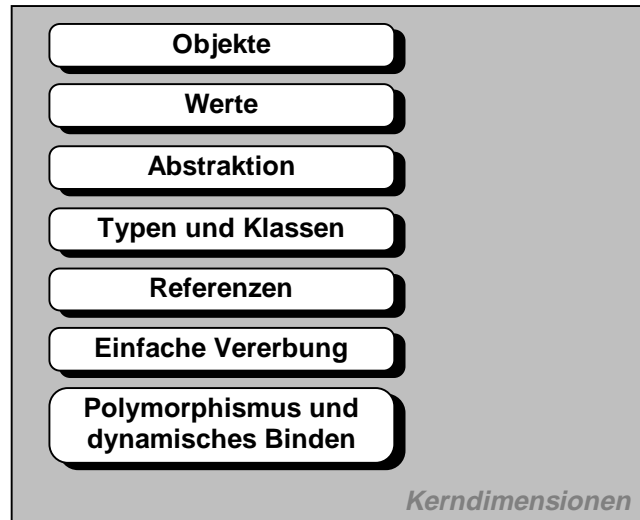 Objekte
Werte
Abstraktion
Typen und Klassen
Referenzen
Einfache Vererbung
Polymorphismus und
dynamisches Binden
Kerndimensionen